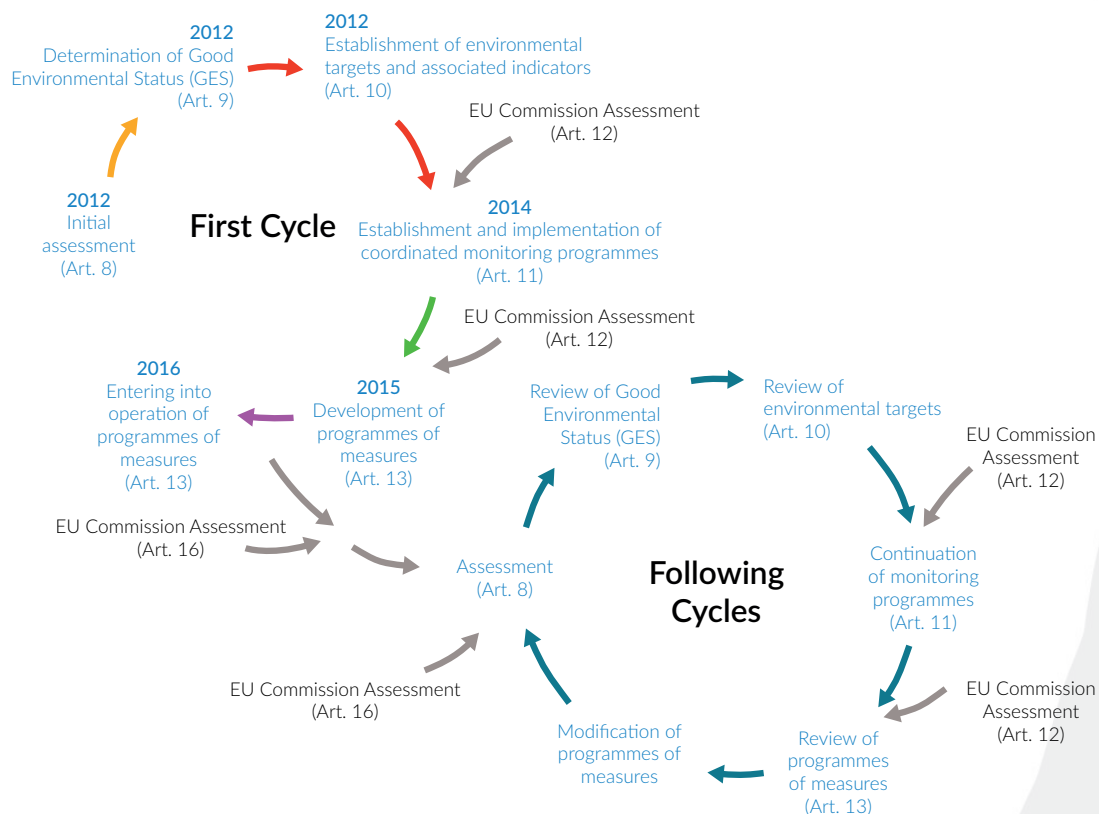 2012
Determination of Good
Environmental Status (GES)
(Art. 9)
2012
Establishment of environmental
targets and associated indicators
(Art. 10)
EU Commission Assessment
(Art. 12)
2012
Initial
assessment
(Art. 8)
First Cycle
2014
Establishment and implementation of
coordinated monitoring programmes
(Art. 11)
EU Commission Assessment
(Art. 12)
2015
Development of
programmes of
measures
(Art. 13)
2016
Entering into
operation of
programmes of
measures
(Art. 13)
EU Commission Assessment
(Art. 16)
Assessment
(Art. 8)
Review of Good
Environmental
Status (GES)
(Art. 9)
Review of
environmental targets
(Art. 10)
EU Commission
Assessment
(Art. 12)
Following
Cycles
Continuation
of monitoring
programmes
(Art. 11)
EU Commission
Assessment
(Art. 12)
Review of
programmes
of measures
(Art. 13)
Modification of
programmes of
measures
EU Commission Assessment
(Art. 16)